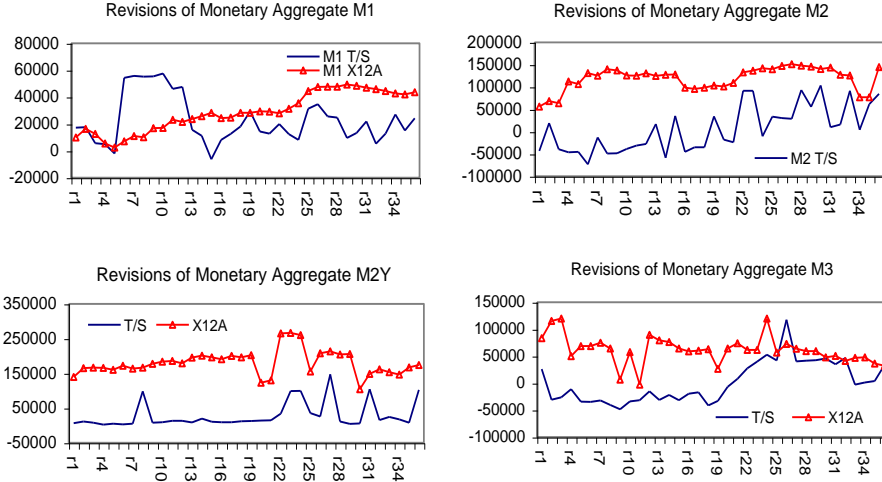 Revisions of Monetary Aggregate M1
80000
60000
40000
20000
0
-20000
M1 T/S
M1 X12A
r1 r4 r7 r10 r13 r16 r19 r22 r25 r28 r31 r34
Revisions of Monetary Aggregate M2
200000
150000
100000
50000
0
-50000
-100000
M2 T/S
r1 r4 r7 r10 r13 r16 r19 r22 r25 r28 r31 r34
Revisions of Monetary Aggregate M2Y
350000
250000
150000
50000
-50000
T/S
X12A
r1 r4 r7 r10 r13 r16 r19 r22 r25 r28 r31 r34
Revisions of Monetary Aggregate M3
150000
100000
50000
0
-50000
-100000
T/S
X12A
r1 r4 r7 r10 r13 r16 r19 r22 r25 r28 r31 r34